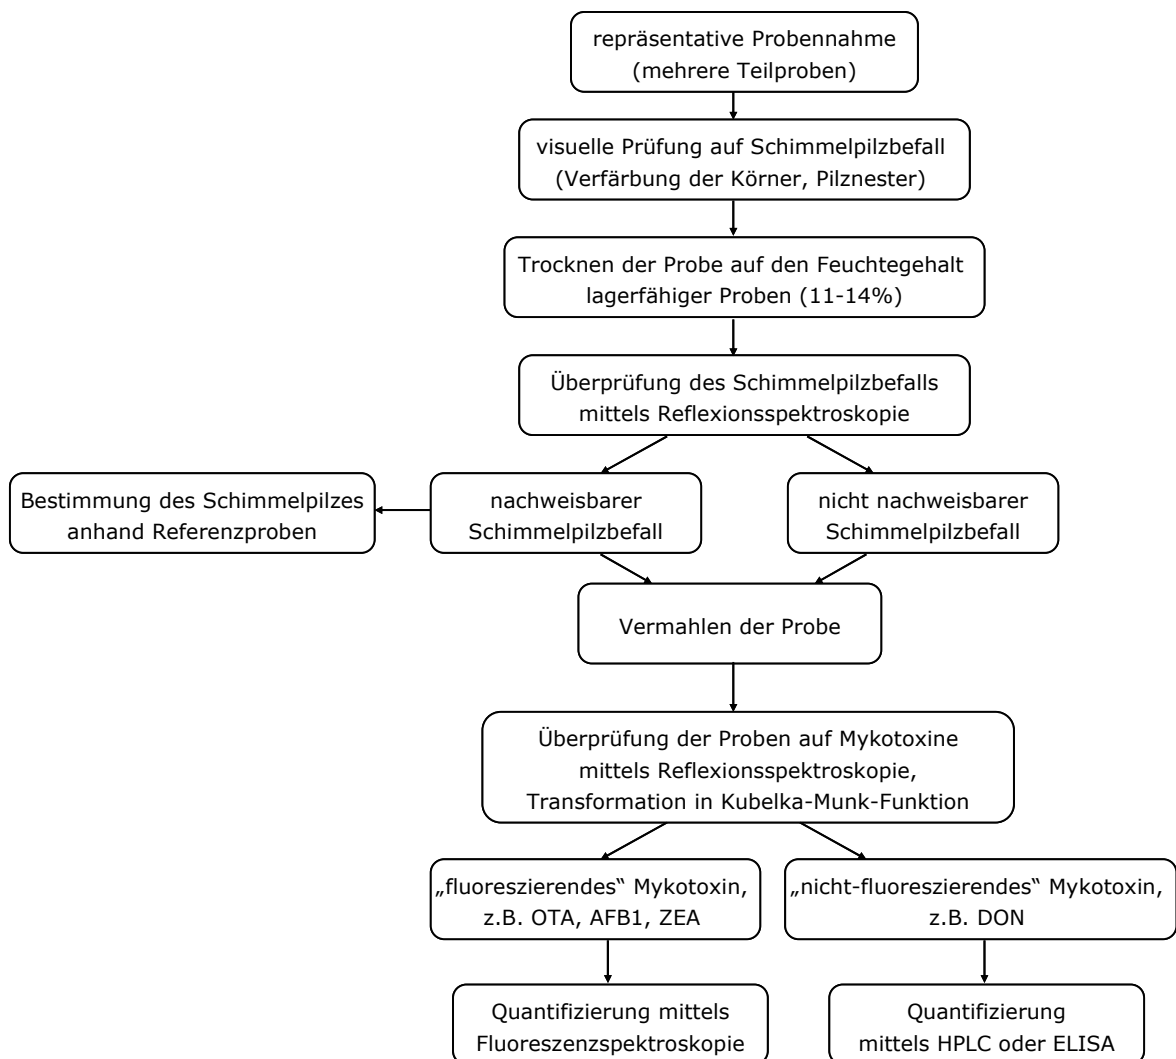 repräsentative Probennahme
(mehrere Teilproben)
visuelle Prüfung auf Schimmelpilzbefall
(Verfärbung der Körner, Pilznester)
Trocknen der Probe auf den Feuchtegehalt
lagerfähiger Proben (11-14%)
Überprüfung des Schimmelpilzbefalls
mittels Reflexionsspektroskopie
Bestimmung des Schimmelpilzes
anhand Referenzproben
nachweisbarer
Schimmelpilzbefall
nicht nachweisbarer
Schimmelpilzbefall
Vermahlen der Probe
Überprüfung der Proben auf Mykotoxine
mittels Reflexionsspektroskopie,
Transformation in Kubelka-Munk-Funktion
„fluoreszierendes“ Mykotoxin,
z.B. OTA, AFB1, ZEA
„nicht-fluoreszierendes“ Mykotoxin,
z.B. DON
Quantifizierung mittels
Fluoreszenzspektroskopie
Quantifizierung
mittels HPLC oder ELISA